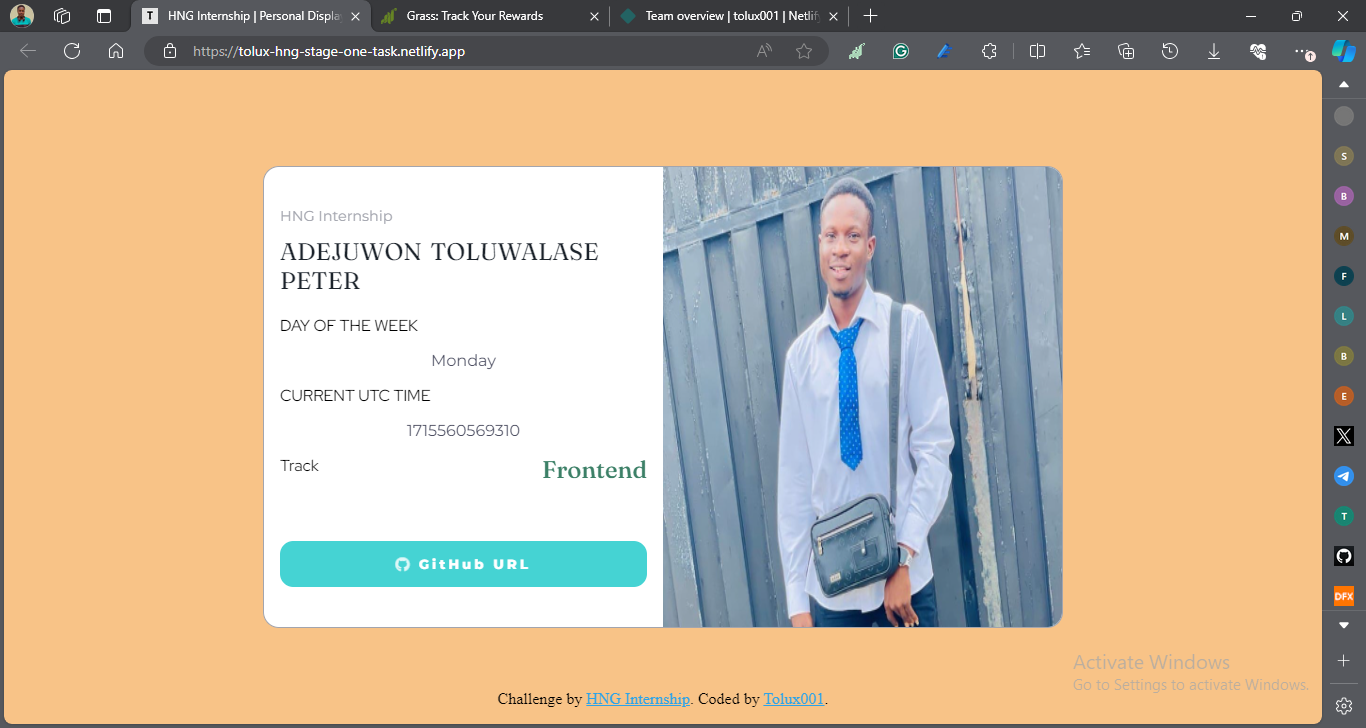 HNG Internship | Personal Displa
Grass: Track Your Rewards
Team overview | tolux001 | Netlif
https://tolux-hng-stage-one-task.netlify.app
HNG Internship
ADEJUWON TOLUWALASE
PETER
DAY OF THE WEEK
Monday
CURRENT UTC TIME
1715560569310
Track
Frontend
GitHub URL
Challenge by HNG Internship. Coded by Tolux001.
Activate Windows
Go to Settings to activate Windows.
S
B
M
F
L
B
E
T
DFX